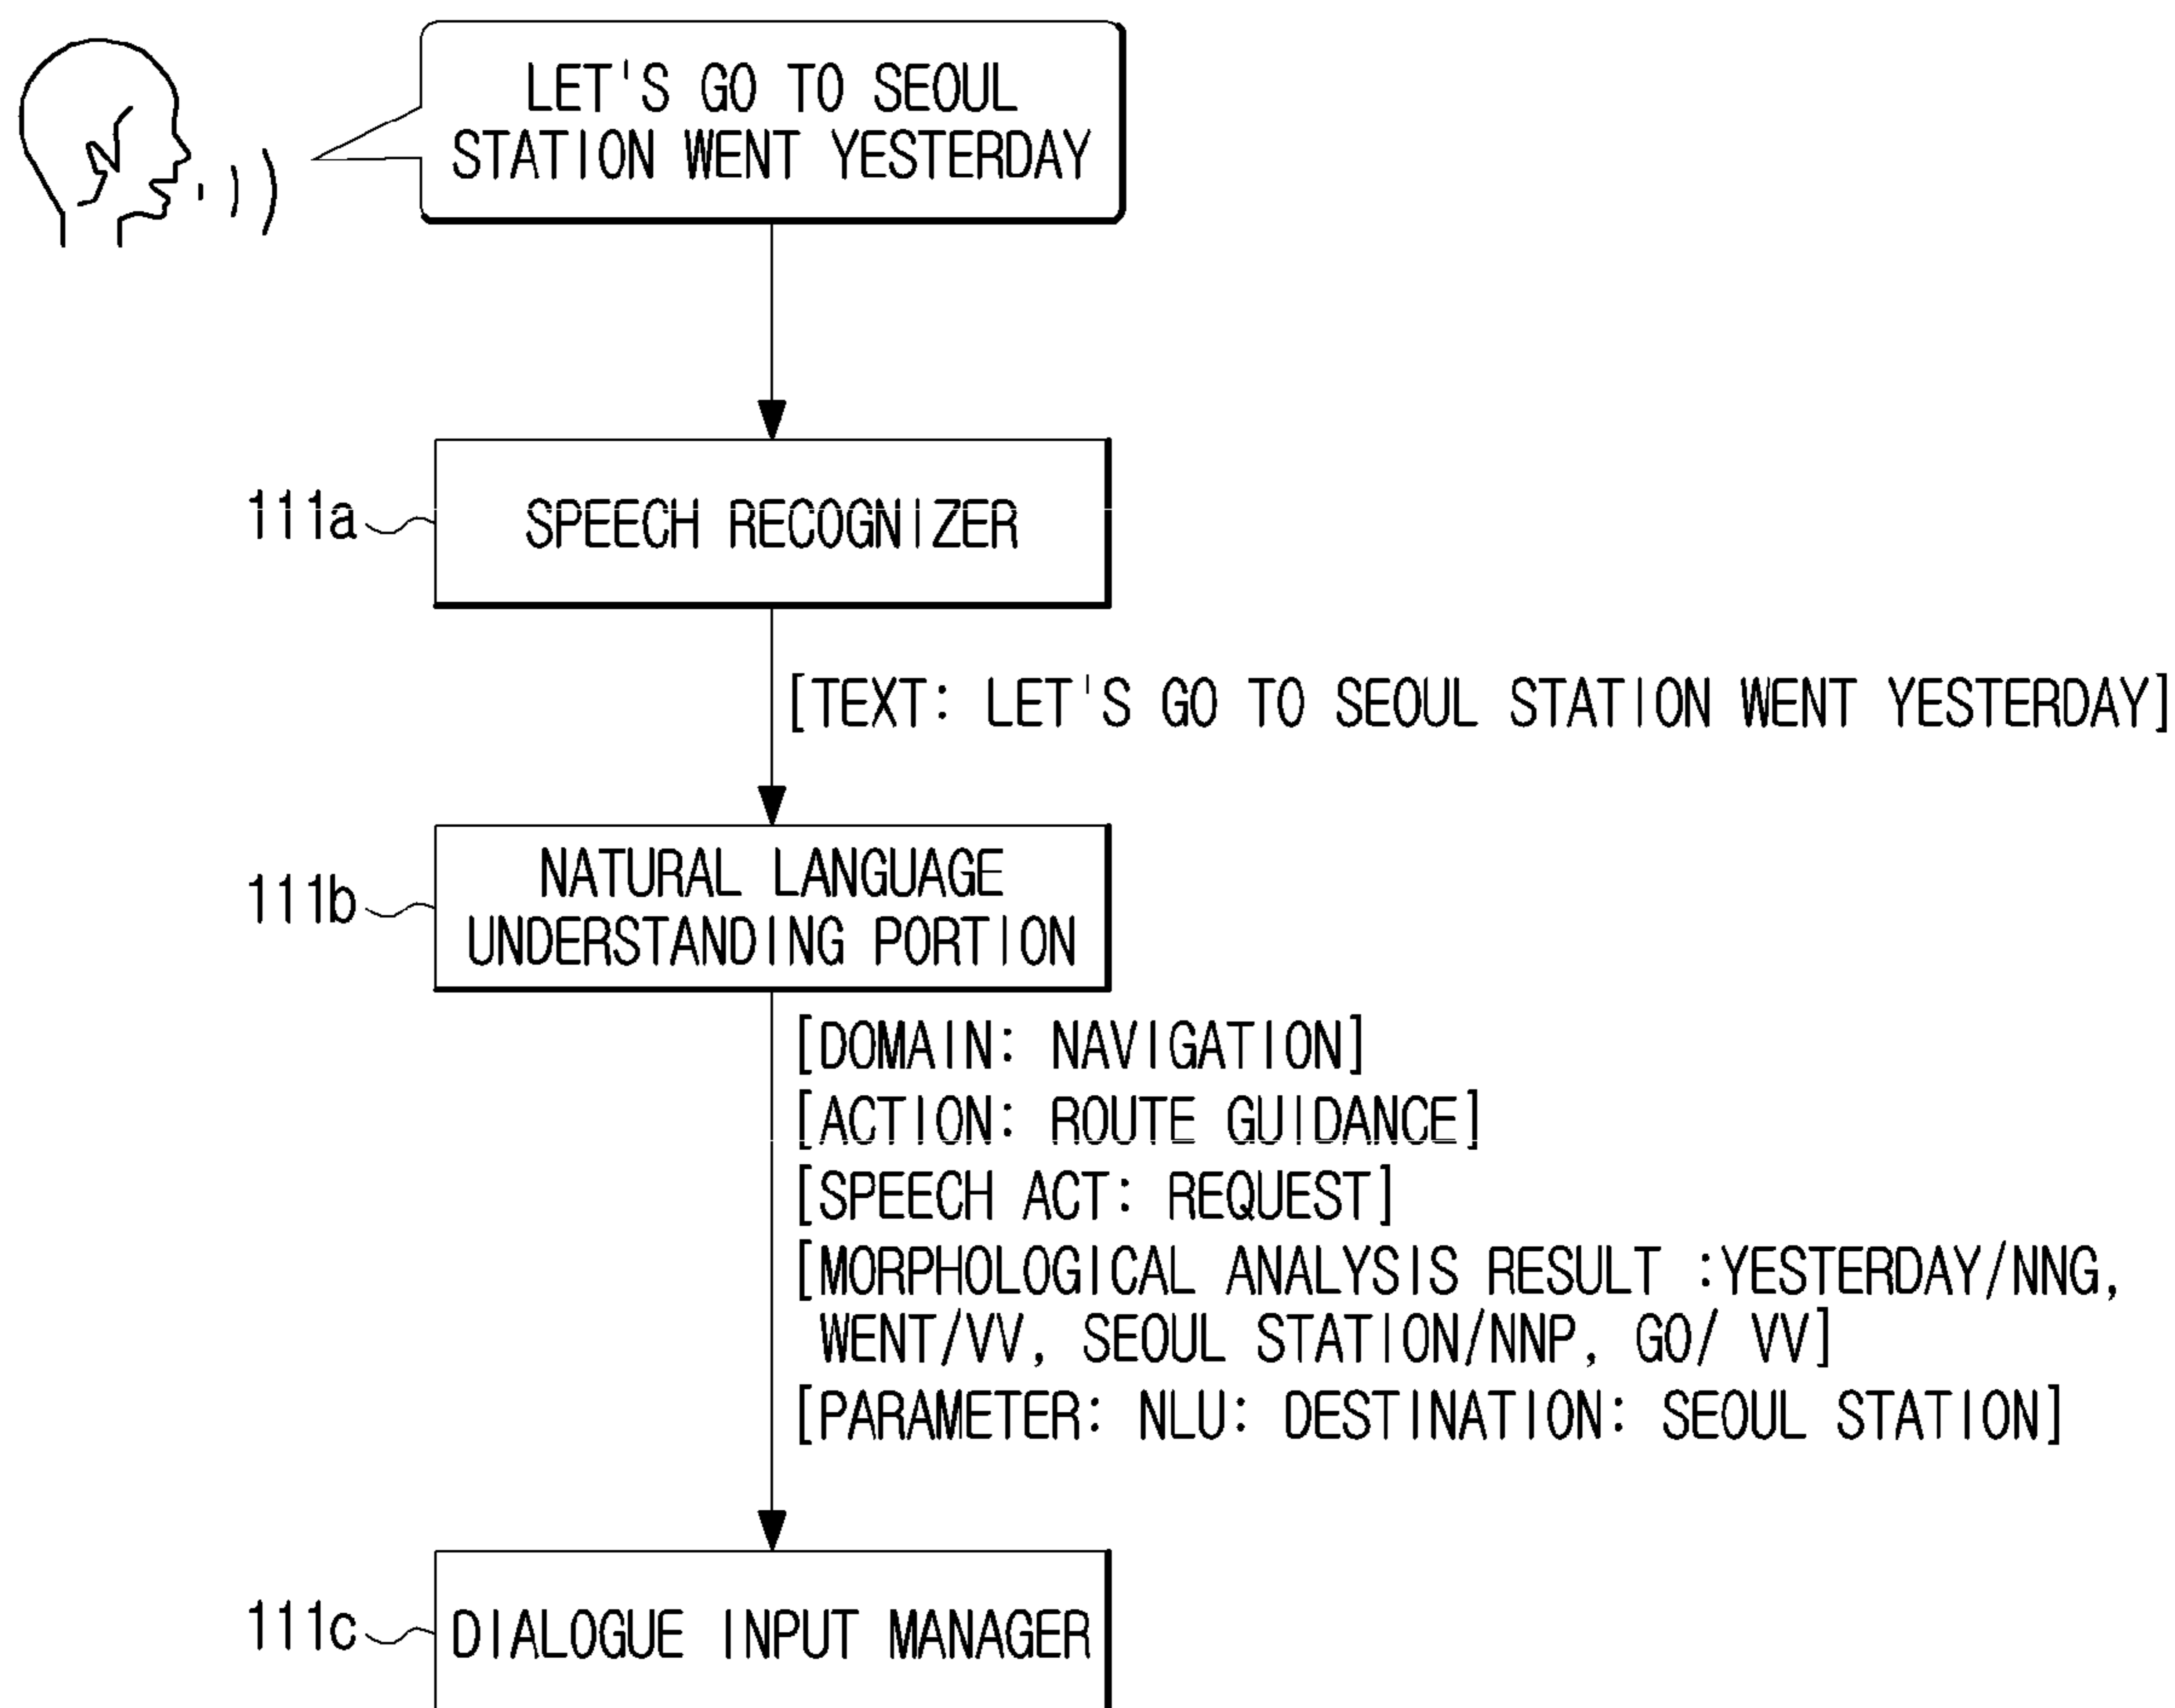 LET'S GO TO SEOUL
STATION WENT YESTERDAY
111a
SPEECH RECOGNIZER
[TEXT: LET'S GO TO SEOUL STATION WENT YESTERDAY]
111b
NATURAL LANGUAGE
UNDERSTANDING PORTION
[DOMAIN: NAVIGATION]
[ACTION: ROUTE GUIDANCE]
[SPEECH ACT: REQUEST]
[MORPHOLOGICAL ANALYSIS RESULT :YESTERDAY/NNG,
WENT/VV, SEOUL STATION/NNP, GO/ VV]
[PARAMETER: NLU: DESTINATION: SEOUL STATION]
111c
DIALOGUE INPUT MANAGER